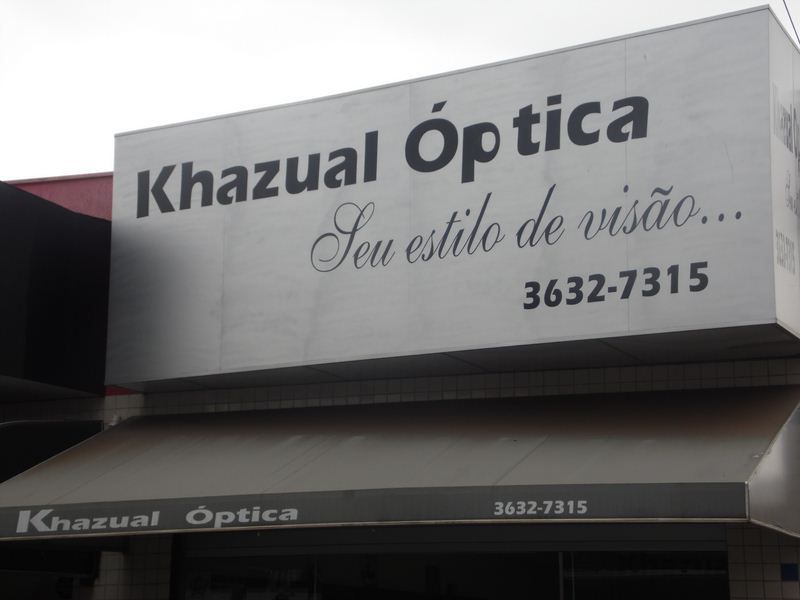 Khazual Óptica
Seu estilo de visão...
3632-7315
Khazual Óptica 3632-7315